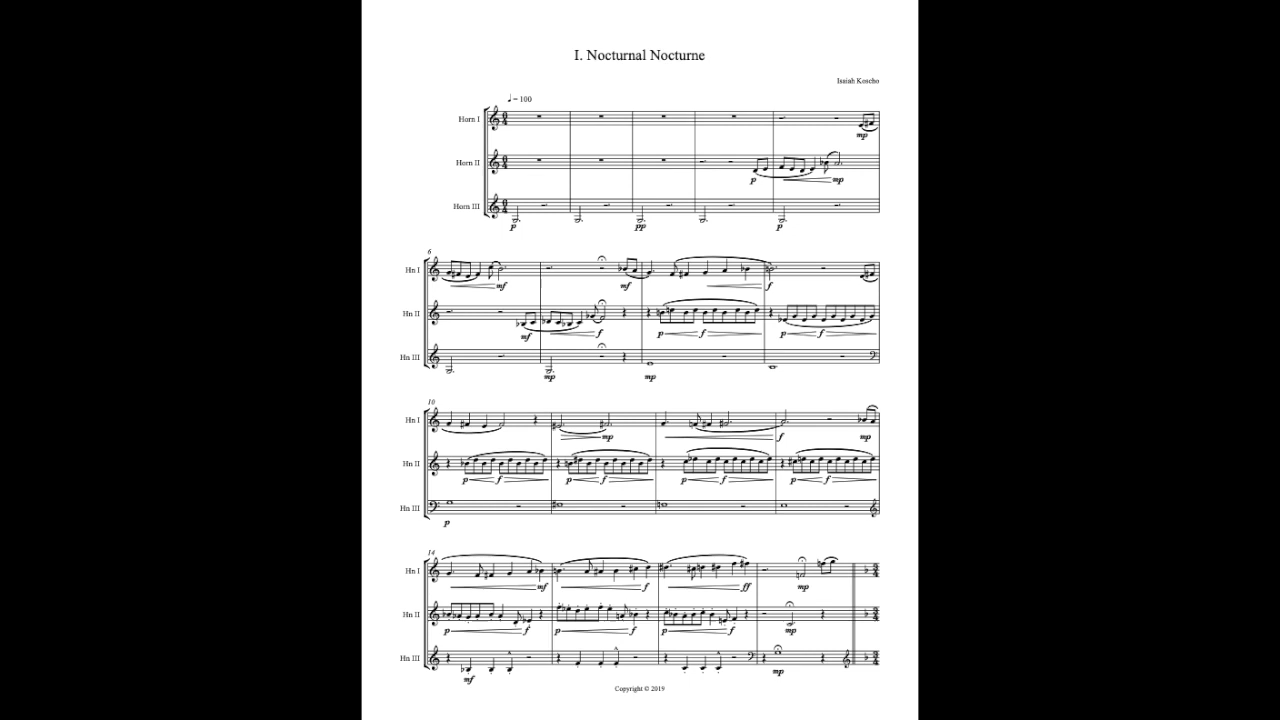 I. Nocturnal Nocturne
Isaiah Koscho
♩ = 100
Horn I
mp
Horn II
p mp
Horn III
p pp p
6
Hn I
mf mf f
Hn II
mf f p f p f
Hn III
mp mp
10
Hn I
mp f mp
Hn II
p f p f p f p f
Hn III
p
14
Hn I
mf f ff mp
Hn II
p f p f p f mp
Hn III
mf mp
Copyright © 2019